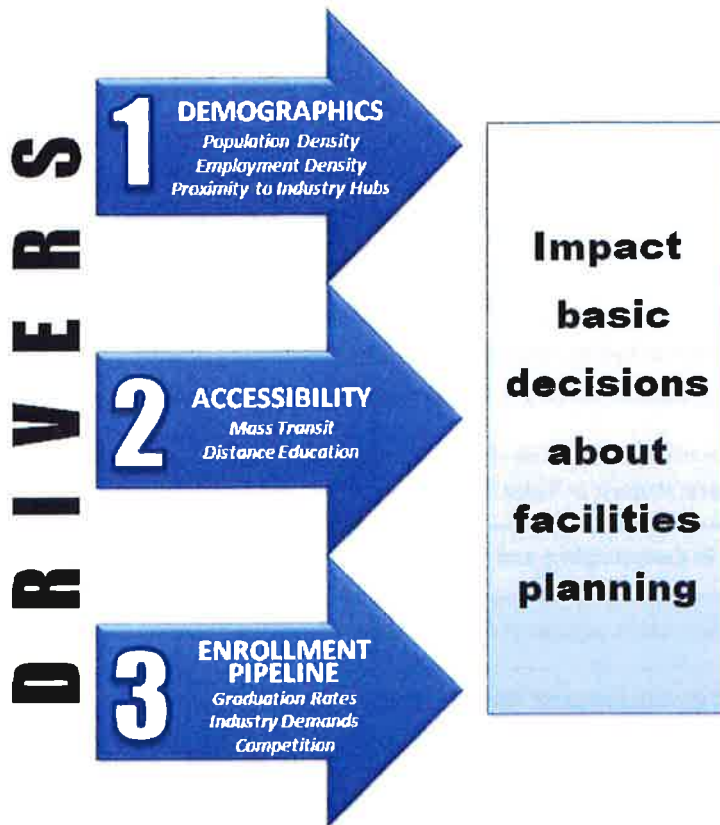 DRIVERS
1
DEMOGRAPHICS
Population Density
Employment Density
Proximity to Industry Hubs
2
ACCESSIBILITY
Mass Transit
Distance Education
3
ENROLLMENT
PIPELINE
Graduation Rates
Industry Demands
Competition
Impact
basic
decisions
about
facilities
planning